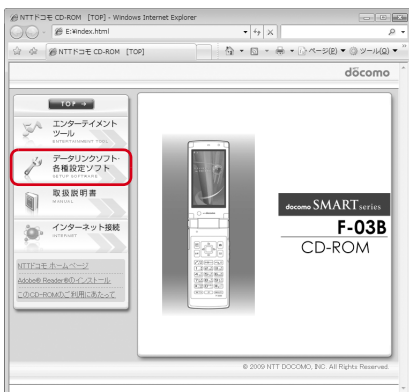 NTTドコモ CD-ROM [TOP] - Windows Internet Explorer
E:¥index.html
NTTドコモ CD-ROM [TOP]
ページ(P)
ツール(O)
döcomo
TOP
エンターテイメント
ツール
ENTERTAINMENT TOOL
データリンクソフト・
各種設定ソフト
SETUP SOFTWARE
取扱説明書
MANUAL
インターネット接続
INTERNET
NTTドコモ ホームページ
Adobe® Reader®のインストール
このCD-ROMのご利用にあたって
docomo SMART series
F-03B
CD-ROM
© 2009 NTT DOCOMO, INC. All Rights Reserved.